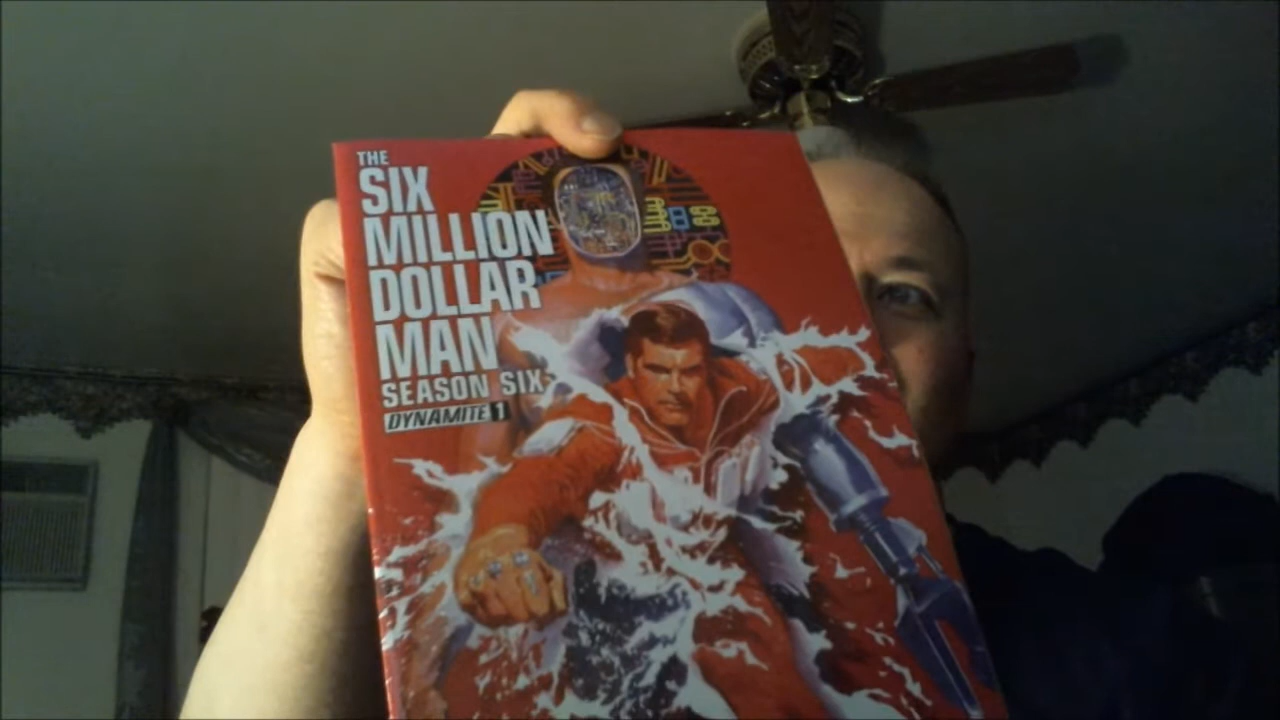 THE
SIX
MILLION
DOLLAR
MAN
SEASON SIX
DYNAMITE 1